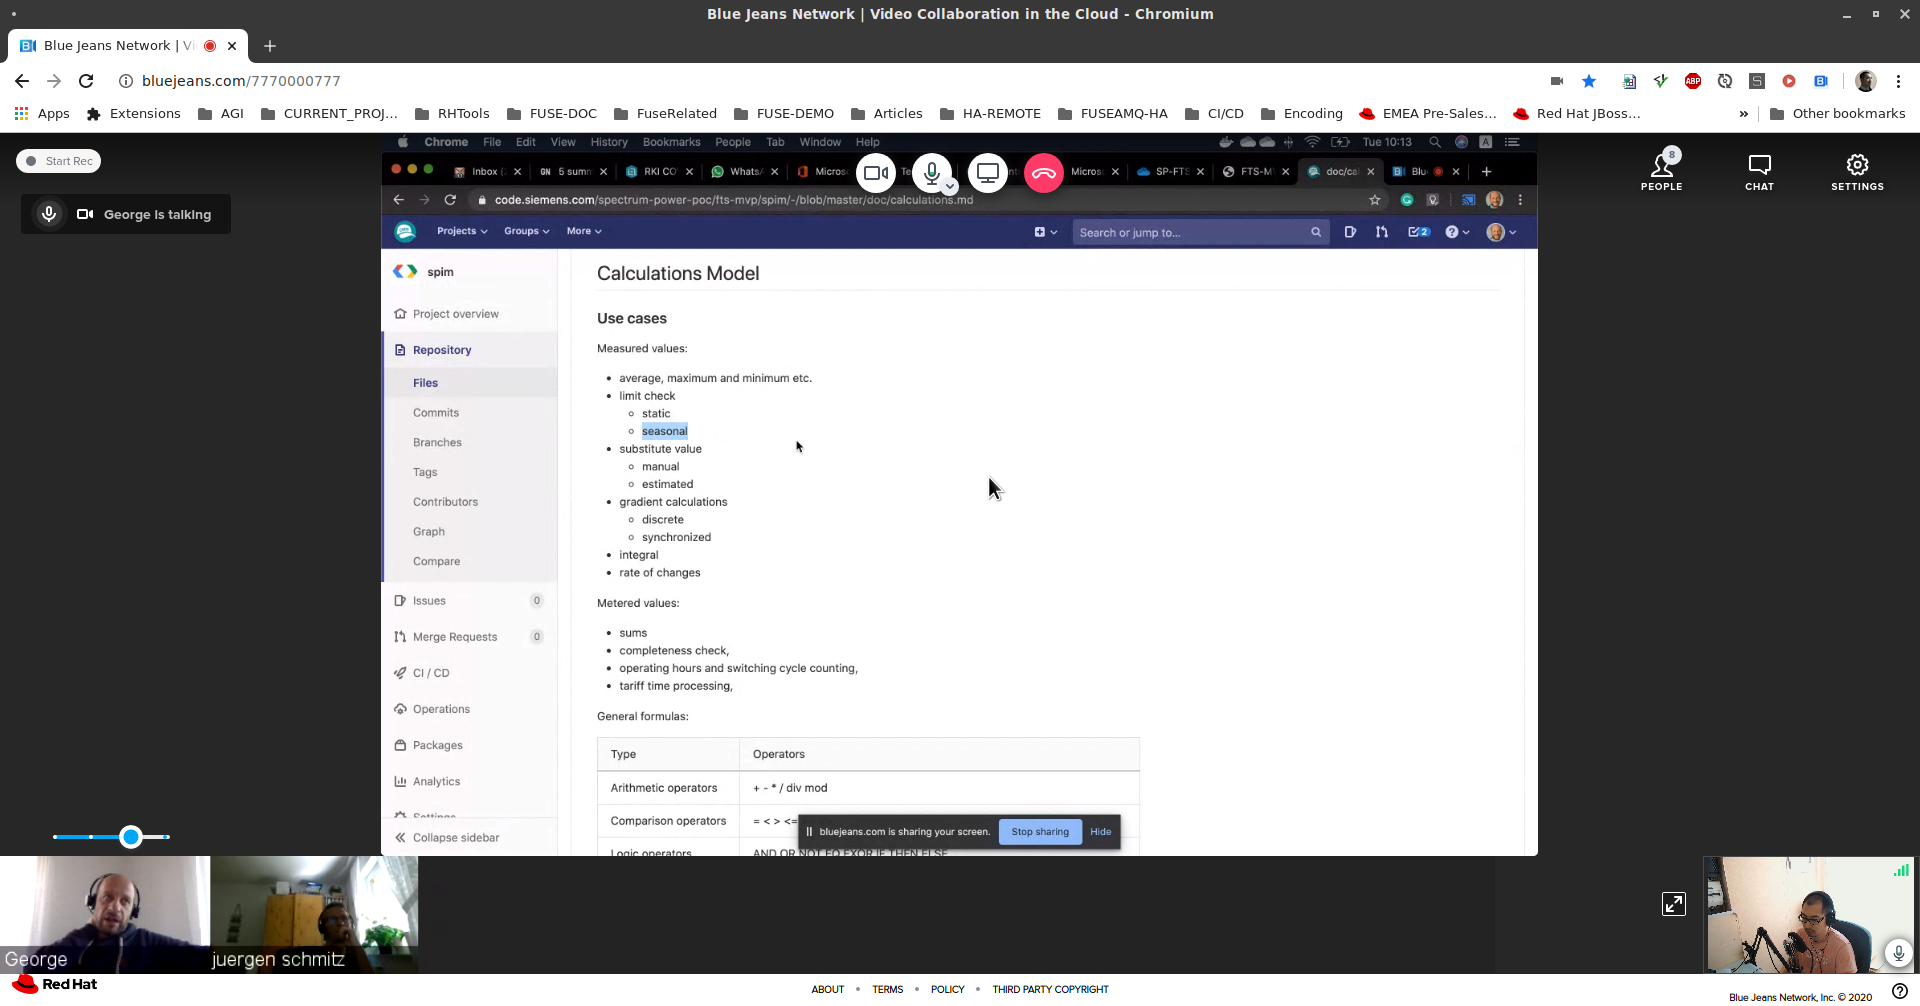 Blue Jeans Network | Video Collaboration in the Cloud - Chromium
Blue Jeans Network | Vi
bluejeans.com/7770000777
Apps Extensions AGI CURRENT_PROJ... RHTools FUSE-DOC FuseRelated FUSE-DEMO Articles HA-REMOTE FUSEAMQ-HA CI/CD Encoding EMEA Pre-Sales... Red Hat JBoss... » Other bookmarks
Start Rec
George is talking
8
PEOPLE CHAT SETTINGS
Chrome File Edit View History Bookmarks People Tab Window Help Tue 10:13
Inbox ( 5 summ RKI CO WhatsA Micros Micros SP-FTS FTS-M doc/cal Blu
code.siemens.com/spectrum-power-poc/fts-mvp/spim/-/blob/master/doc/calculations.md
Projects Groups More Search or jump to... 2
spim
Project overview
Repository
Files
Commits
Branches
Tags
Contributors
Graph
Compare
Issues 0
Merge Requests 0
CI / CD
Operations
Packages
Analytics
Settings
Collapse sidebar
Calculations Model
Use cases
Measured values:
average, maximum and minimum etc.
limit check
static
seasonal
substitute value
manual
estimated
gradient calculations
discrete
synchronized
integral
rate of changes
Metered values:
sums
completeness check,
operating hours and switching cycle counting,
tariff time processing,
General formulas:
Type Operators
Arithmetic operators + - * / div mod
Comparison operators = < > <=
Logic operators AND OR NOT EQ EXOR IF THEN ELSE
bluejeans.com is sharing your screen. Stop sharing Hide
George
juergen schmitz
Red Hat
ABOUT • TERMS • POLICY • THIRD PARTY COPYRIGHT
Blue Jeans Network, Inc. © 2020